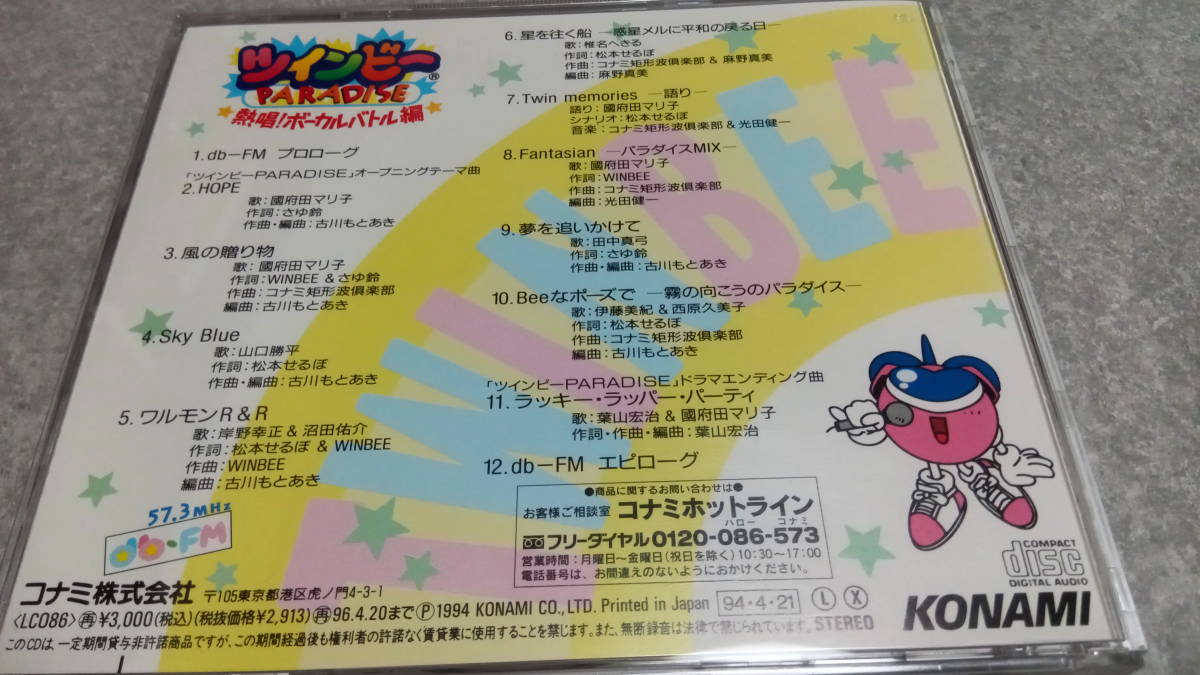 ツインビー®
PARADISE
熱唱!ボーカルバトル編
1.db-FM プロローグ
「ツインビーPARADISE」オープニングテーマ曲
2.HOPE
歌:國府田マリ子
作詞:さゆ鈴
作曲・編曲:古川もとあき
3.風の贈り物
歌:國府田マリ子
作詞:WINBEE & さゆ鈴
作曲:コナミ矩形波倶楽部
編曲:古川もとあき
4.Sky Blue
歌:山口勝平
作詞:松本せるぼ
作曲・編曲:古川もとあき
5.ワルモンR&R
歌:岸野幸正&沼田佑介
作詞:松本せるぼ & WINBEE
作曲:WINBEE
編曲:古川もとあき
57.3MHz
db-FM
6.星を往く船 —惑星メルに平和の戻る日—
歌:椎名へきる
作詞:松本せるぼ
作曲:コナミ矩形波倶楽部 & 麻野真美
編曲:麻野真美
7.Twin memories —語り—
語り:國府田マリ子
シナリオ:松本せるぼ
音楽:コナミ矩形波倶楽部&光田健一
8.Fantasian —パラダイスMIX—
歌:國府田マリ子
作詞:WINBEE
作曲:コナミ矩形波倶楽部
編曲:光田健一
9.夢を追いかけて
歌:田中真弓
作詞:さゆ鈴
作曲・編曲:古川もとあき
10.Beeなポーズで —霧の向こうのパラダイス—
歌:伊藤美紀&西原久美子
作詞:松本せるぼ
作曲:コナミ矩形波倶楽部
編曲:古川もとあき
「ツインビーPARADISE」ドラマエンディング曲
11.ラッキー・ラッパー・パーティ
歌:葉山宏治&國府田マリ子
作詞・作曲・編曲:葉山宏治
12.db-FM エピローグ
●商品に関するお問い合わせは●
お客様ご相談室 コナミホットライン
ハロー コナミ
フリーダイヤル0120-086-573
営業時間:月曜日~金曜日(祝日を除く)10:30~17:00
電話番号は、お間違えのないようにおかけください。
TWINBEE
COMPACT
disc
DIGITAL AUDIO
KONAMI
コナミ株式会社 〒105東京都港区虎ノ門4-3-1
<LC086>再¥3,000(税込)(税抜価格¥2,913)再96.4.20まで Ⓟ1994 KONAMI CO.,LTD. Printed in Japan 94・4・21 Ⓛ Ⓧ
STEREO
このCDは、一定期間貸与非許諾商品ですが、この期間経過後も権利者の許諾なく賃貸業に使用することを禁じます。また、無断録音は法律で禁じられています。